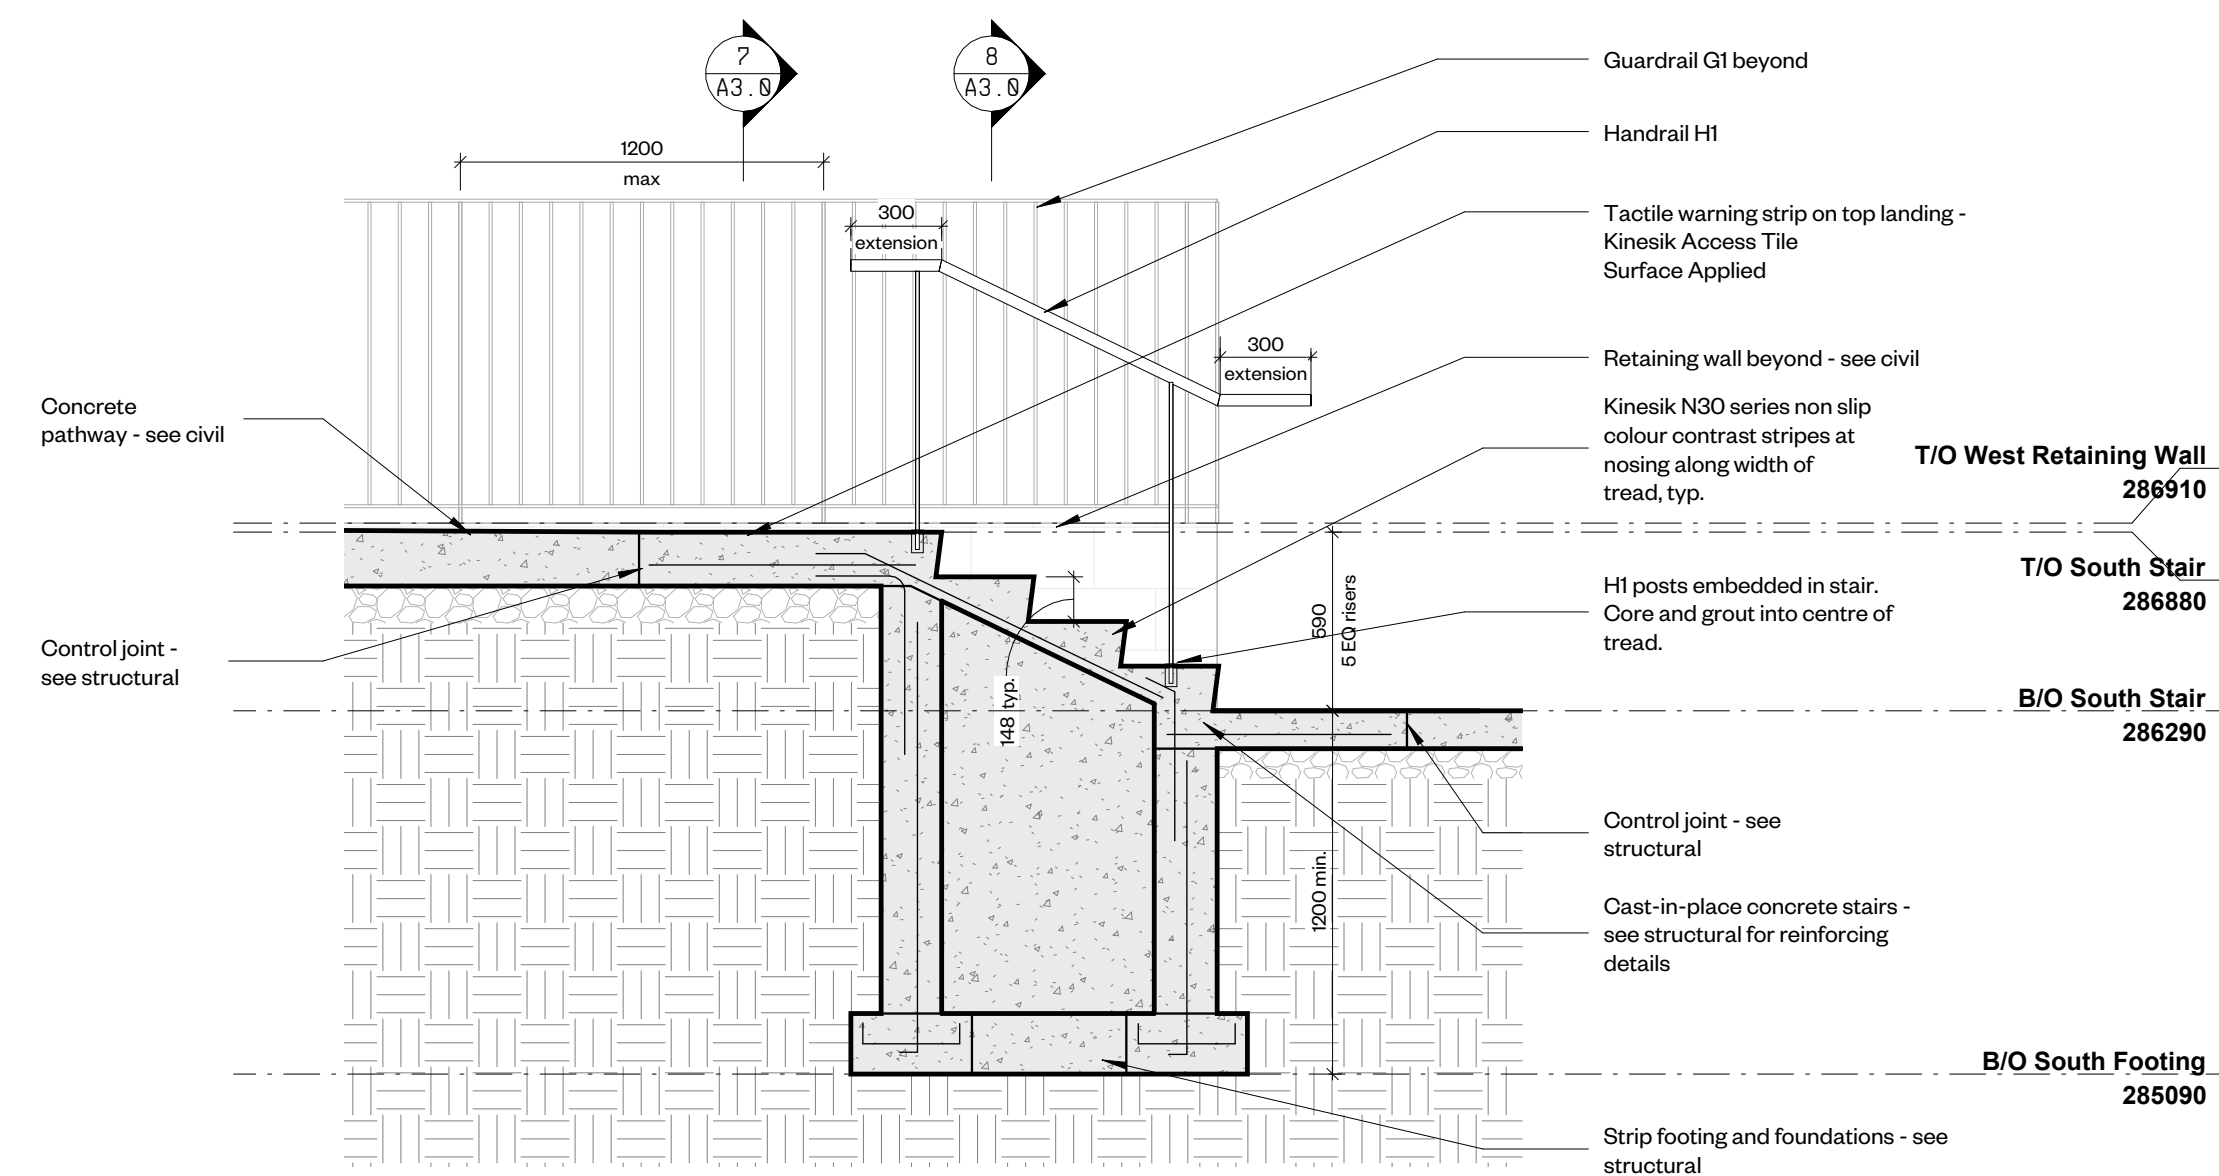 7
A3.0
8
A3.0
1200
max
300
extension
300
extension
Guardrail G1 beyond
Handrail H1
Tactile warning strip on top landing -
Kinesik Access Tile
Surface Applied
Retaining wall beyond - see civil
Kinesik N30 series non slip
colour contrast stripes at
nosing along width of
tread, typ.
Concrete
pathway - see civil
Control joint -
see structural
T/O West Retaining Wall
286910
T/O South Stair
286880
H1 posts embedded in stair.
Core and grout into centre of
tread.
590
5 EQ risers
148 typ.
B/O South Stair
286290
1200 min.
Control joint - see
structural
Cast-in-place concrete stairs -
see structural for reinforcing
details
B/O South Footing
285090
Strip footing and foundations - see
structural